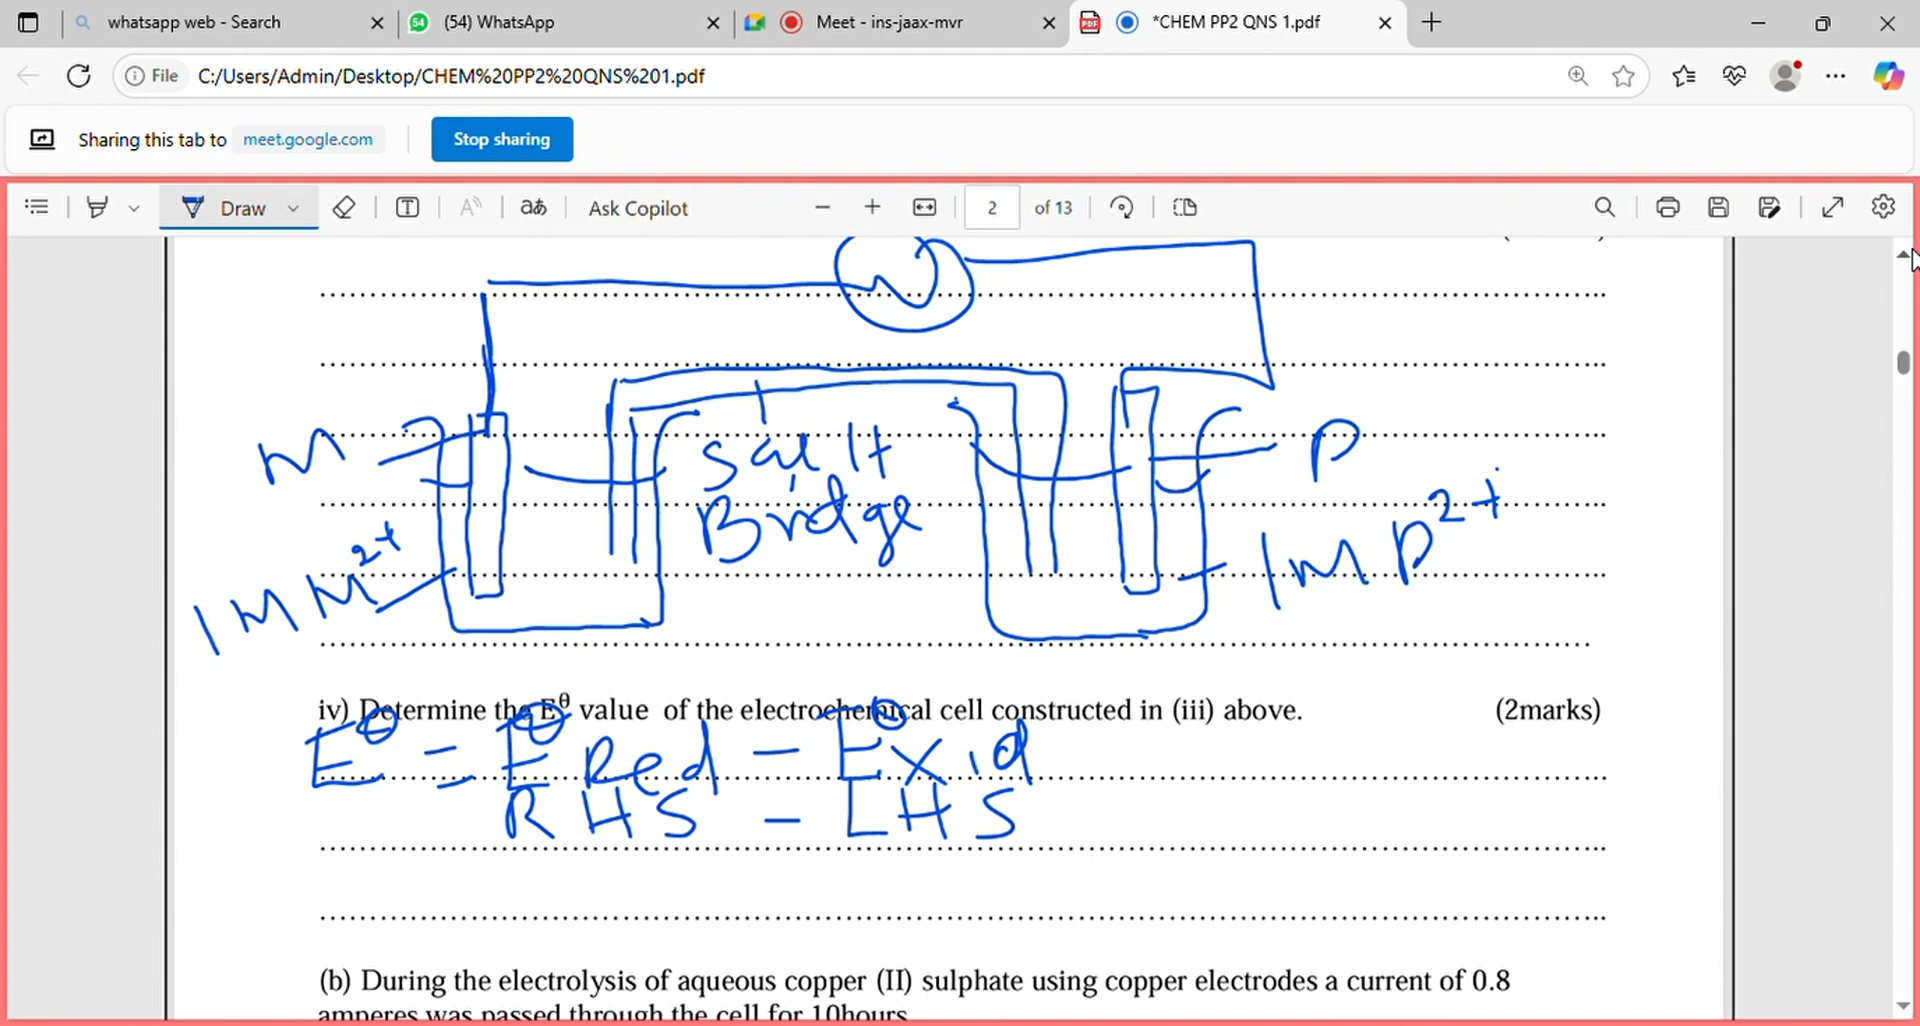 whatsapp web - Search
(54) WhatsApp
Meet - ins-jaax-mvr
*CHEM PP2 QNS 1.pdf
File
C:/Users/Admin/Desktop/CHEM%20PP2%20QNS%201.pdf
Sharing this tab to meet.google.com
Stop sharing
Draw
Ask Copilot
2 of 13
M
Salt
Bridge
P
1M M²⁺
1M P²⁺
iv) Determine the Eθ value of the electrochemical cell constructed in (iii) above. (2marks)
E⊖ = E⊖ Red – E⊖xid
RHS – LHS
(b) During the electrolysis of aqueous copper (II) sulphate using copper electrodes a current of 0.8
amperes was passed through the cell for 10hours